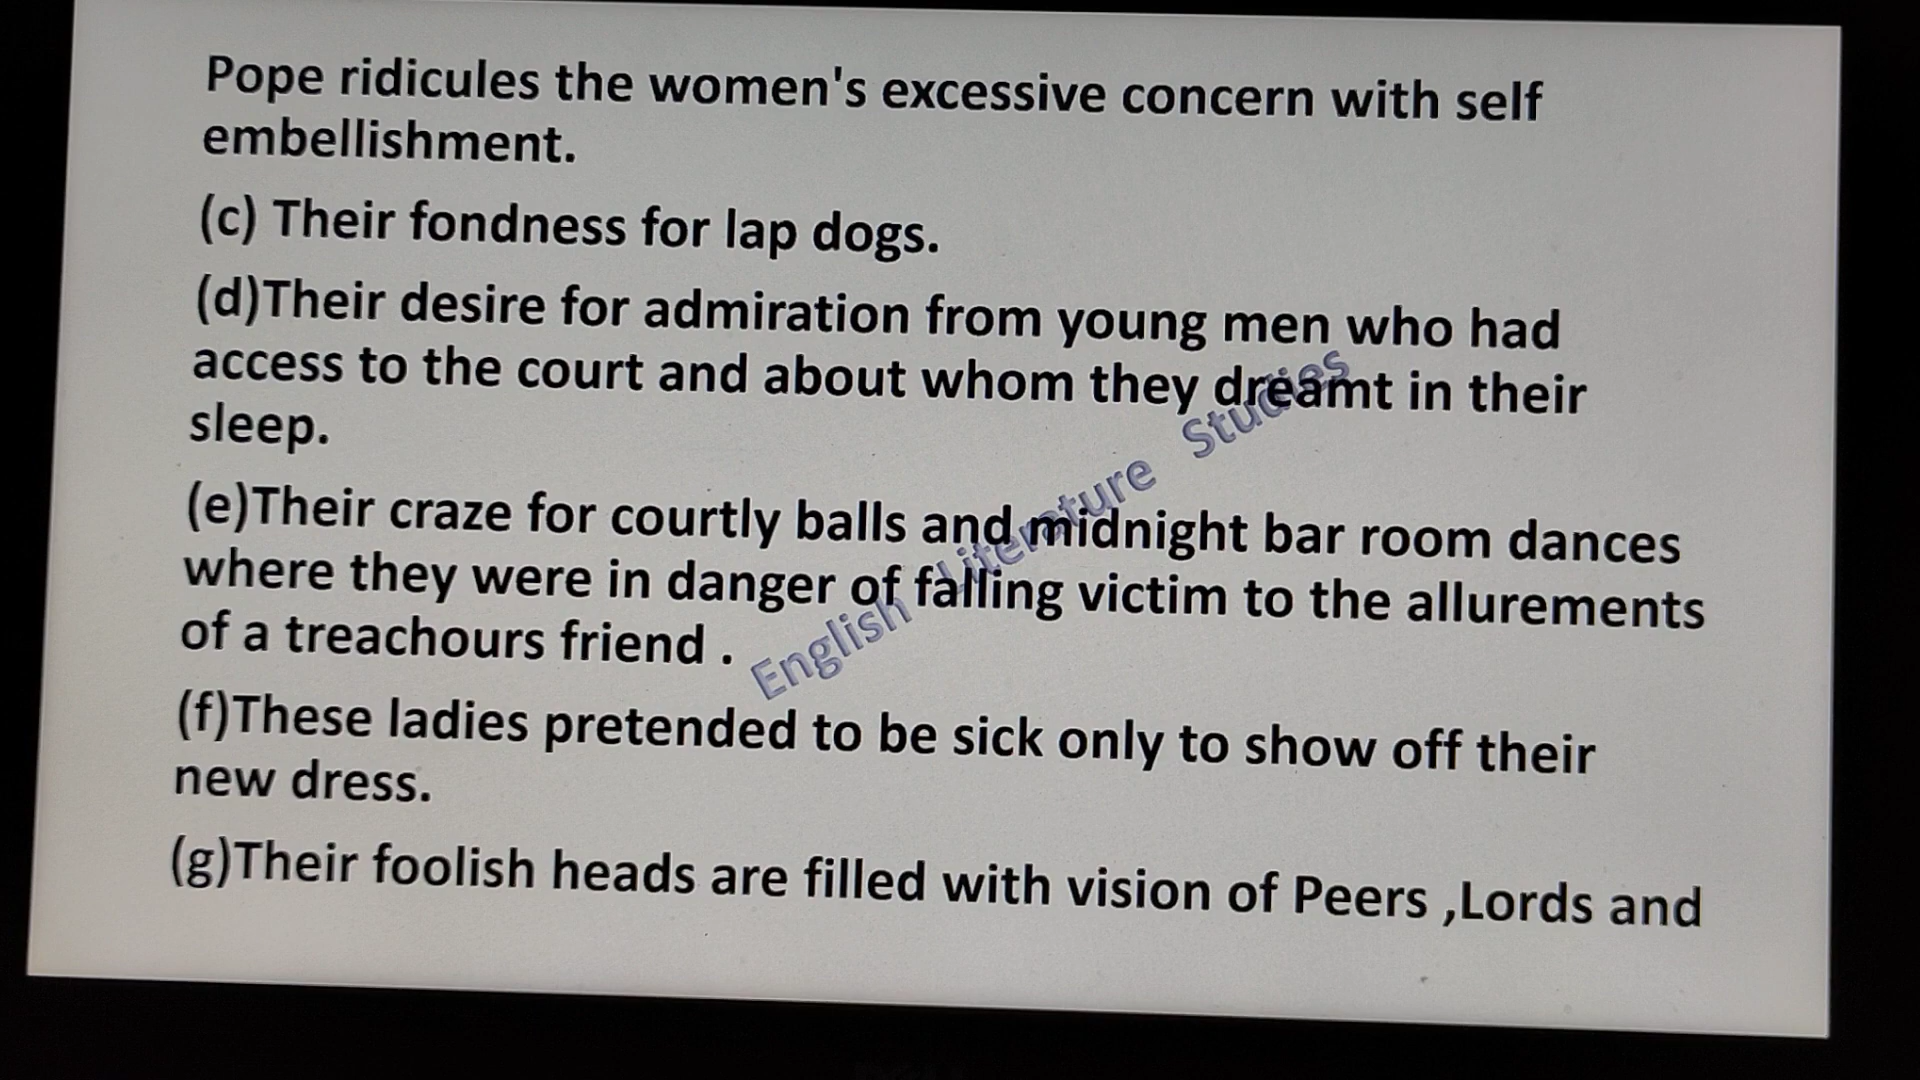 Pope ridicules the women's excessive concern with self
embellishment.
(c) Their fondness for lap dogs.
(d)Their desire for admiration from young men who had
access to the court and about whom they dreamt in their
sleep.
(e)Their craze for courtly balls and midnight bar room dances
where they were in danger of falling victim to the allurements
of a treachours friend .
(f)These ladies pretended to be sick only to show off their
new dress.
(g)Their foolish heads are filled with vision of Peers ,Lords and
English Literature Studies